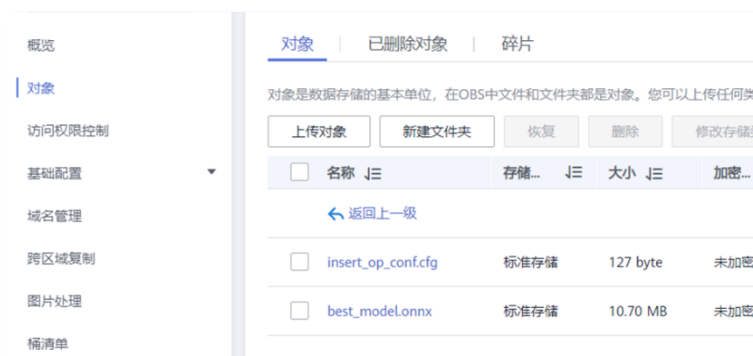 概览
对象
访问权限控制
基础配置
域名管理
跨区域复制
图片处理
桶清单
对象 已删除对象 碎片
对象是数据存储的基本单位，在OBS中文件和文件夹都是对象。您可以上传任何类
上传对象 新建文件夹 恢复 删除 修改存储
名称 存储... 大小 加密...
返回上一级
insert_op_conf.cfg 标准存储 127 byte 未加密
best_model.onnx 标准存储 10.70 MB 未加密